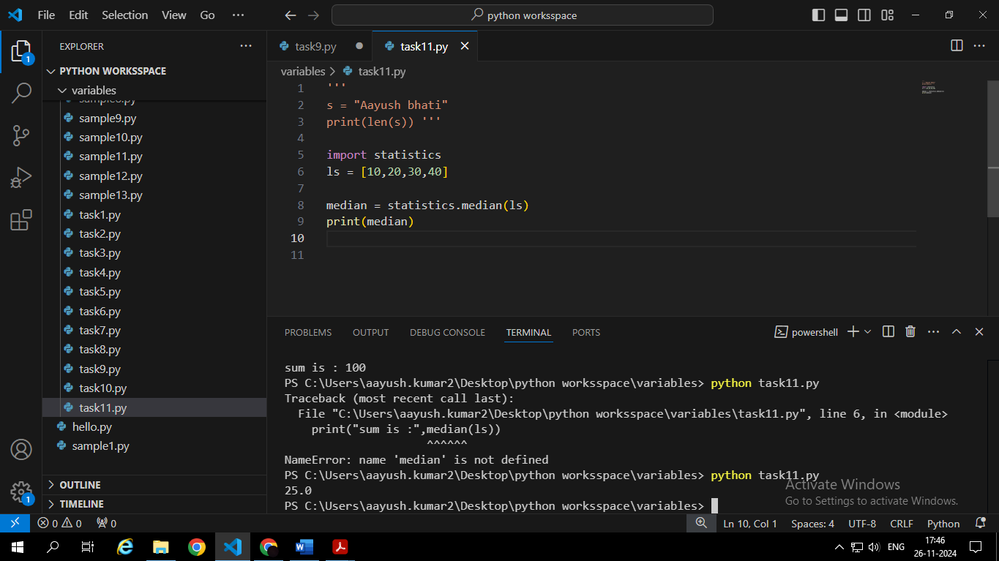 File Edit Selection View Go ··· python worksspace
EXPLORER ···
PYTHON WORKSSPACE
variables
sample9.py
sample10.py
sample11.py
sample12.py
sample13.py
task1.py
task2.py
task3.py
task4.py
task5.py
task6.py
task7.py
task8.py
task9.py
task10.py
task11.py
hello.py
sample1.py
OUTLINE
TIMELINE
1
1
task9.py task11.py
variables > task11.py
1 '''
2 s = "Aayush bhati"
3 print(len(s)) '''
4
5 import statistics
6 ls = [10,20,30,40]
7
8 median = statistics.median(ls)
9 print(median)
10
11
PROBLEMS OUTPUT DEBUG CONSOLE TERMINAL PORTS powershell
sum is : 100
PS C:\Users\aayush.kumar2\Desktop\python worksspace\variables> python task11.py
Traceback (most recent call last):
File "C:\Users\aayush.kumar2\Desktop\python worksspace\variables\task11.py", line 6, in <module>
print("sum is :",median(ls))
^^^^^^
NameError: name 'median' is not defined
PS C:\Users\aayush.kumar2\Desktop\python worksspace\variables> python task11.py
25.0
PS C:\Users\aayush.kumar2\Desktop\python worksspace\variables>
Activate Windows
Go to Settings to activate Windows.
0 0 0 Ln 10, Col 1 Spaces: 4 UTF-8 CRLF Python
ENG 17:46
26-11-2024